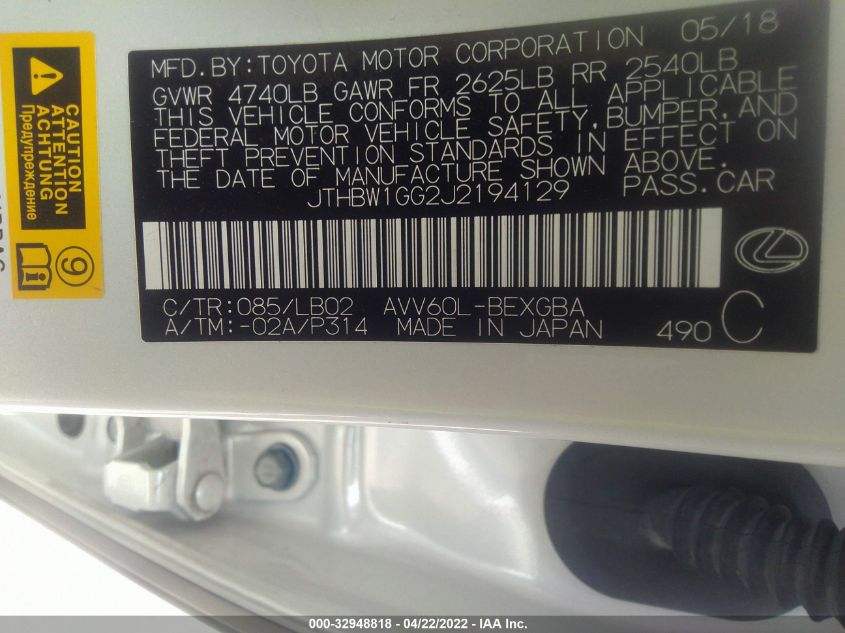 MFD.BY:TOYOTA MOTOR CORPORATION 05/18
GVWR 4740LB GAWR FR 2625LB RR 2540LB
THIS VEHICLE CONFORMS TO ALL APPLICABLE
FEDERAL MOTOR VEHICLE SAFETY,BUMPER,AND
THEFT PREVENTION STANDARDS IN EFFECT ON
THE DATE OF MANUFACTURE SHOWN ABOVE.
JTHBW1GG2J2194129 PASS.CAR
C/TR:085/LB02 AVV60L-BEXGBA
A/TM:-02A/P314 MADE IN JAPAN 490 C
CAUTION
ATTENTION
ACHTUNG
Предупреждение
9
000-32948818 - 04/22/2022 - IAA Inc.